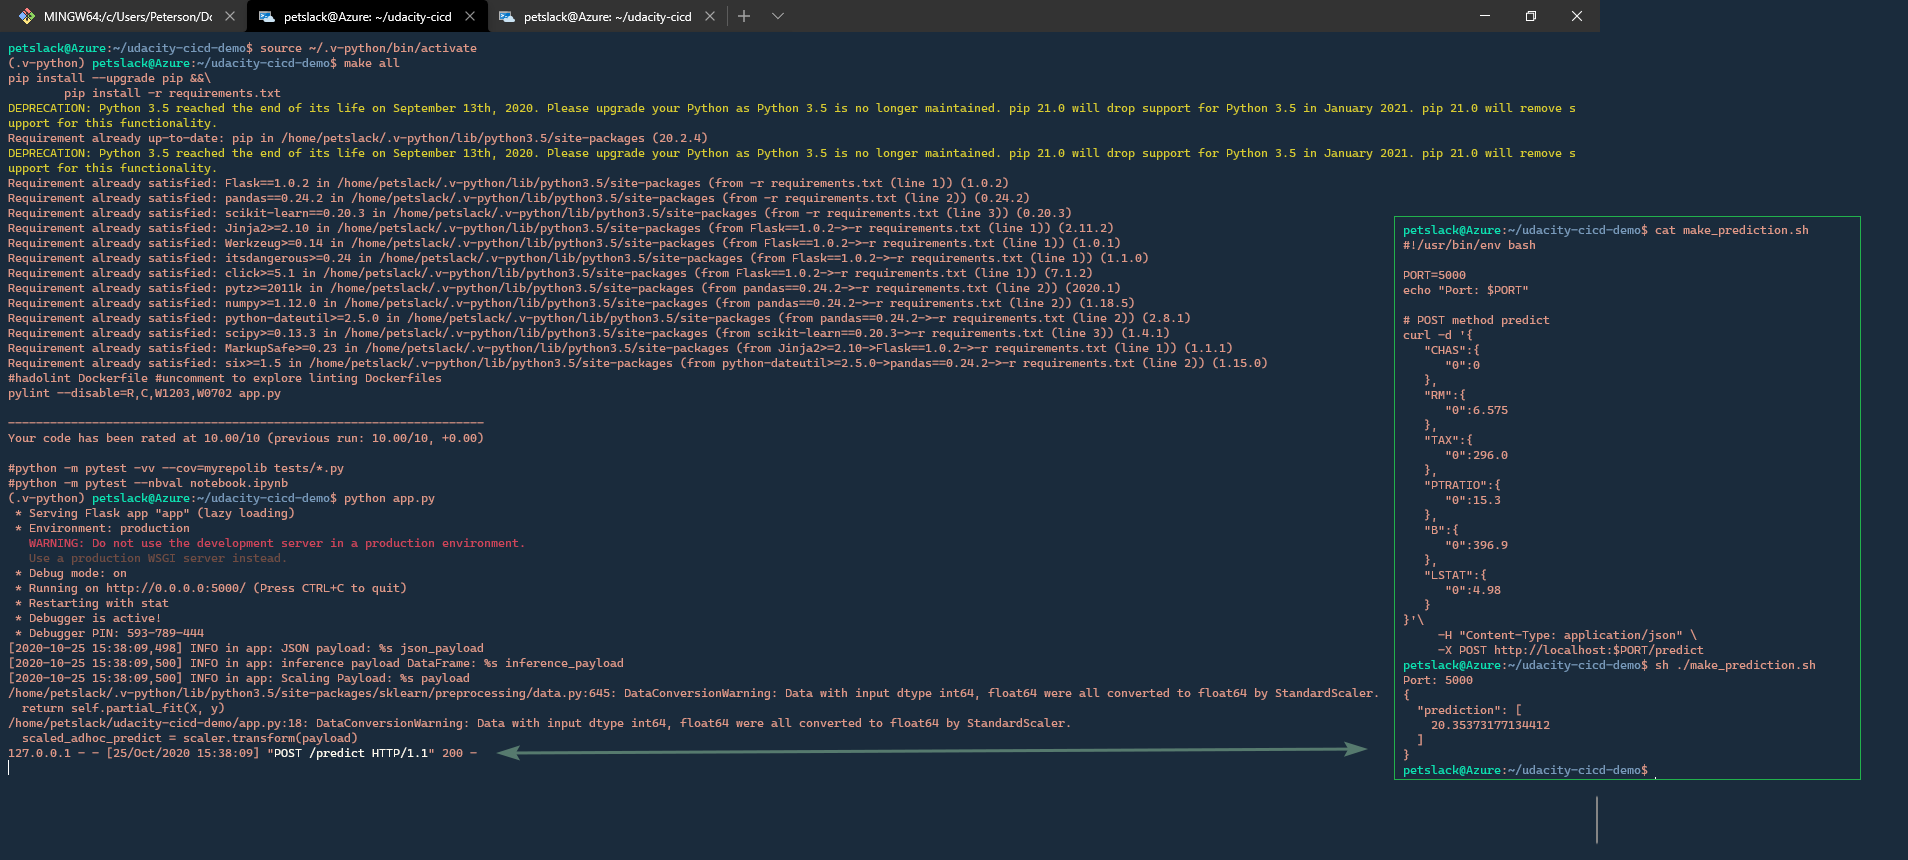 MINGW64:/c/Users/Peterson/Do
petslack@Azure: ~/udacity-cicd
petslack@Azure: ~/udacity-cicd
petslack@Azure:~/udacity-cicd-demo$ source ~/.v-python/bin/activate
(.v-python) petslack@Azure:~/udacity-cicd-demo$ make all
pip install --upgrade pip &&\
        pip install -r requirements.txt
DEPRECATION: Python 3.5 reached the end of its life on September 13th, 2020. Please upgrade your Python as Python 3.5 is no longer maintained. pip 21.0 will drop support for Python 3.5 in January 2021. pip 21.0 will remove s
upport for this functionality.
Requirement already up-to-date: pip in /home/petslack/.v-python/lib/python3.5/site-packages (20.2.4)
DEPRECATION: Python 3.5 reached the end of its life on September 13th, 2020. Please upgrade your Python as Python 3.5 is no longer maintained. pip 21.0 will drop support for Python 3.5 in January 2021. pip 21.0 will remove s
upport for this functionality.
Requirement already satisfied: Flask==1.0.2 in /home/petslack/.v-python/lib/python3.5/site-packages (from -r requirements.txt (line 1)) (1.0.2)
Requirement already satisfied: pandas==0.24.2 in /home/petslack/.v-python/lib/python3.5/site-packages (from -r requirements.txt (line 2)) (0.24.2)
Requirement already satisfied: scikit-learn==0.20.3 in /home/petslack/.v-python/lib/python3.5/site-packages (from -r requirements.txt (line 3)) (0.20.3)
Requirement already satisfied: Jinja2>=2.10 in /home/petslack/.v-python/lib/python3.5/site-packages (from Flask==1.0.2->-r requirements.txt (line 1)) (2.11.2)
Requirement already satisfied: Werkzeug>=0.14 in /home/petslack/.v-python/lib/python3.5/site-packages (from Flask==1.0.2->-r requirements.txt (line 1)) (1.0.1)
Requirement already satisfied: itsdangerous>=0.24 in /home/petslack/.v-python/lib/python3.5/site-packages (from Flask==1.0.2->-r requirements.txt (line 1)) (1.1.0)
Requirement already satisfied: click>=5.1 in /home/petslack/.v-python/lib/python3.5/site-packages (from Flask==1.0.2->-r requirements.txt (line 1)) (7.1.2)
Requirement already satisfied: pytz>=2011k in /home/petslack/.v-python/lib/python3.5/site-packages (from pandas==0.24.2->-r requirements.txt (line 2)) (2020.1)
Requirement already satisfied: numpy>=1.12.0 in /home/petslack/.v-python/lib/python3.5/site-packages (from pandas==0.24.2->-r requirements.txt (line 2)) (1.18.5)
Requirement already satisfied: python-dateutil>=2.5.0 in /home/petslack/.v-python/lib/python3.5/site-packages (from pandas==0.24.2->-r requirements.txt (line 2)) (2.8.1)
Requirement already satisfied: scipy>=0.13.3 in /home/petslack/.v-python/lib/python3.5/site-packages (from scikit-learn==0.20.3->-r requirements.txt (line 3)) (1.4.1)
Requirement already satisfied: MarkupSafe>=0.23 in /home/petslack/.v-python/lib/python3.5/site-packages (from Jinja2>=2.10->Flask==1.0.2->-r requirements.txt (line 1)) (1.1.1)
Requirement already satisfied: six>=1.5 in /home/petslack/.v-python/lib/python3.5/site-packages (from python-dateutil>=2.5.0->pandas==0.24.2->-r requirements.txt (line 2)) (1.15.0)
#hadolint Dockerfile #uncomment to explore linting Dockerfiles
pylint --disable=R,C,W1203,W0702 app.py
--------------------------------------------------------------------
Your code has been rated at 10.00/10 (previous run: 10.00/10, +0.00)
#python -m pytest -vv --cov=myrepolib tests/*.py
#python -m pytest --nbval notebook.ipynb
(.v-python) petslack@Azure:~/udacity-cicd-demo$ python app.py
 * Serving Flask app "app" (lazy loading)
 * Environment: production
   WARNING: Do not use the development server in a production environment.
   Use a production WSGI server instead.
 * Debug mode: on
 * Running on http://0.0.0.0:5000/ (Press CTRL+C to quit)
 * Restarting with stat
 * Debugger is active!
 * Debugger PIN: 593-789-444
[2020-10-25 15:38:09,498] INFO in app: JSON payload: %s json_payload
[2020-10-25 15:38:09,500] INFO in app: inference payload DataFrame: %s inference_payload
[2020-10-25 15:38:09,500] INFO in app: Scaling Payload: %s payload
/home/petslack/.v-python/lib/python3.5/site-packages/sklearn/preprocessing/data.py:645: DataConversionWarning: Data with input dtype int64, float64 were all converted to float64 by StandardScaler.
  return self.partial_fit(X, y)
/home/petslack/udacity-cicd-demo/app.py:18: DataConversionWarning: Data with input dtype int64, float64 were all converted to float64 by StandardScaler.
  scaled_adhoc_predict = scaler.transform(payload)
127.0.0.1 - - [25/Oct/2020 15:38:09] "POST /predict HTTP/1.1" 200 -
petslack@Azure:~/udacity-cicd-demo$ cat make_prediction.sh
#!/usr/bin/env bash
PORT=5000
echo "Port: $PORT"
# POST method predict
curl -d '{
   "CHAS":{
      "0":0
   },
   "RM":{
      "0":6.575
   },
   "TAX":{
      "0":296.0
   },
   "PTRATIO":{
      "0":15.3
   },
   "B":{
      "0":396.9
   },
   "LSTAT":{
      "0":4.98
   }
}'\
     -H "Content-Type: application/json" \
     -X POST http://localhost:$PORT/predict
petslack@Azure:~/udacity-cicd-demo$ sh ./make_prediction.sh
Port: 5000
{
  "prediction": [
    20.35373177134412
  ]
}
petslack@Azure:~/udacity-cicd-demo$